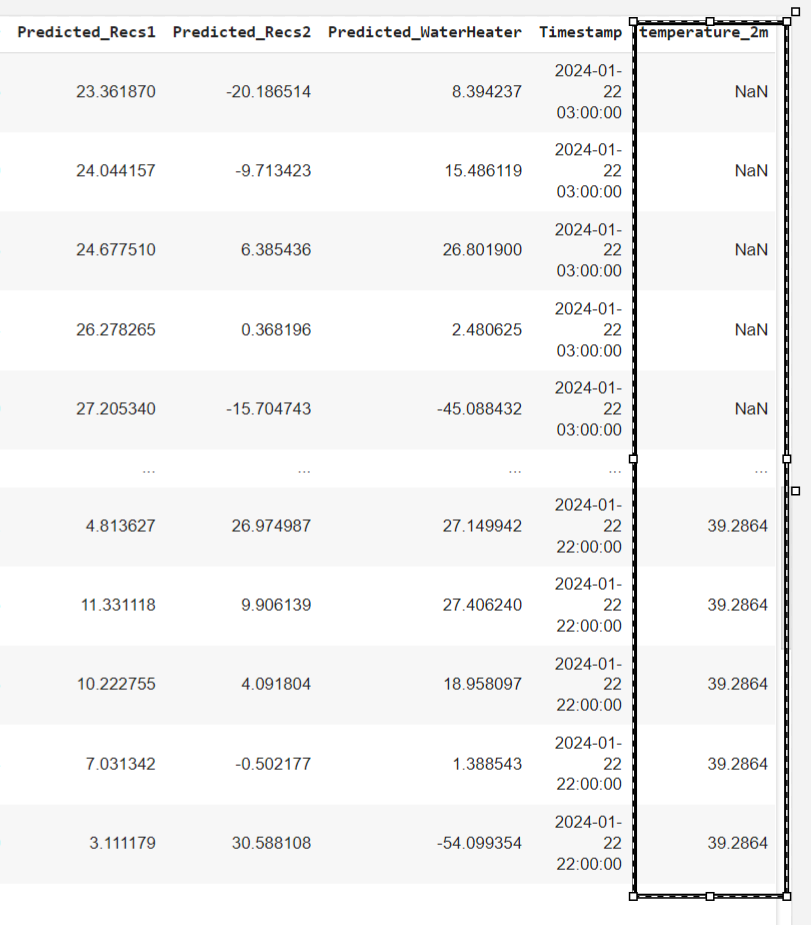 Predicted_Recs1 Predicted_Recs2 Predicted_WaterHeater Timestamp temperature_2m
23.361870 -20.186514 8.394237 2024-01-22 03:00:00 NaN
24.044157 -9.713423 15.486119 2024-01-22 03:00:00 NaN
24.677510 6.385436 26.801900 2024-01-22 03:00:00 NaN
26.278265 0.368196 2.480625 2024-01-22 03:00:00 NaN
27.205340 -15.704743 -45.088432 2024-01-22 03:00:00 NaN
... ... ... ... ...
4.813627 26.974987 27.149942 2024-01-22 22:00:00 39.2864
11.331118 9.906139 27.406240 2024-01-22 22:00:00 39.2864
10.222755 4.091804 18.958097 2024-01-22 22:00:00 39.2864
7.031342 -0.502177 1.388543 2024-01-22 22:00:00 39.2864
3.111179 30.588108 -54.099354 2024-01-22 22:00:00 39.2864